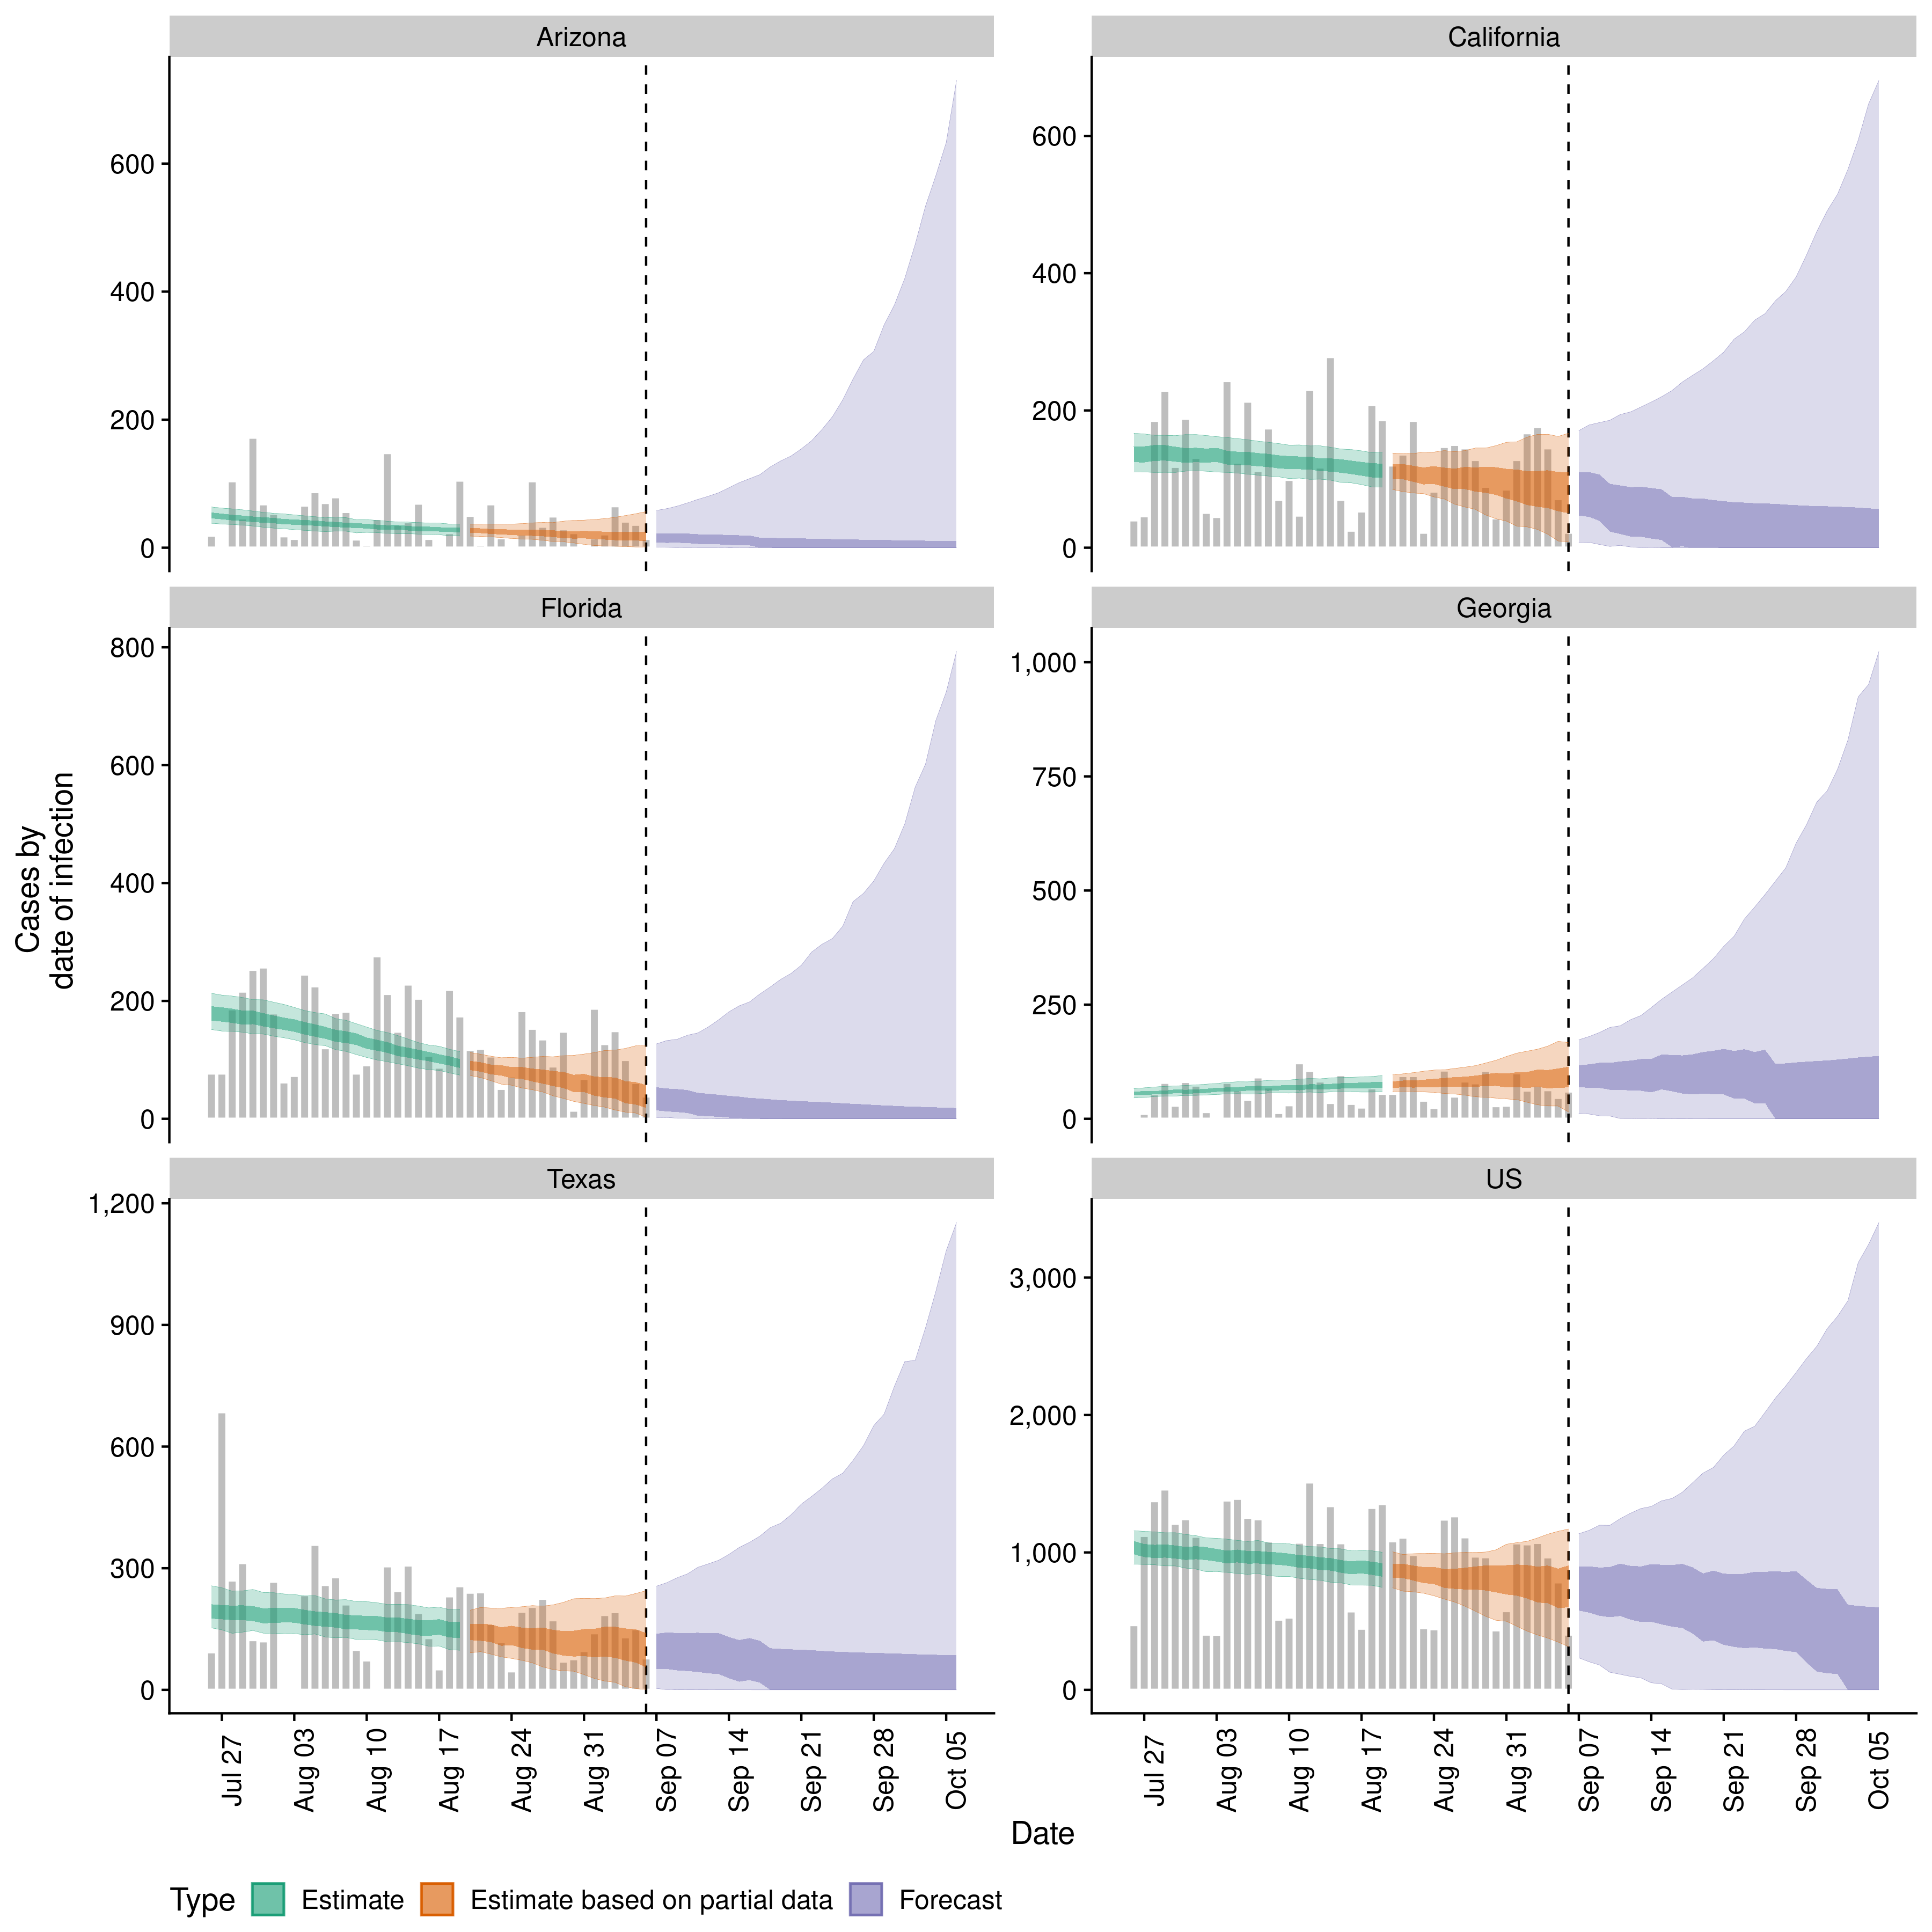 Arizona
California
600
400
200
0
600
400
200
0
Florida
Georgia
800
600
400
200
0
1,000
750
500
250
0
Texas
US
1,200
900
600
300
0
3,000
2,000
1,000
0
Cases by
date of infection
Jul 27
Aug 03
Aug 10
Aug 17
Aug 24
Aug 31
Sep 07
Sep 14
Sep 21
Sep 28
Oct 05
Jul 27
Aug 03
Aug 10
Aug 17
Aug 24
Aug 31
Sep 07
Sep 14
Sep 21
Sep 28
Oct 05
Date
Type Estimate Estimate based on partial data Forecast